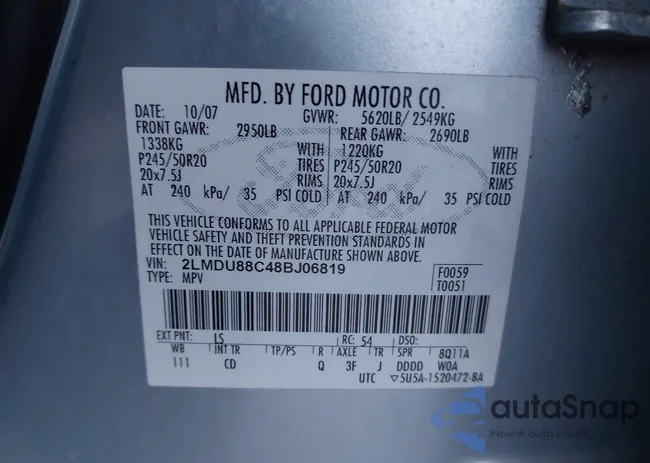 MFD. BY FORD MOTOR CO.
DATE: 10/07 GVWR: 5620LB/ 2549KG
FRONT GAWR: 2950LB REAR GAWR: 2690LB
1338KG WITH 1220KG WITH
P245/50R20 TIRES P245/50R20 TIRES
20x7.5J RIMS 20x7.5J RIMS
AT 240 kPa/ 35 PSI COLD AT 240 kPa/ 35 PSI COLD
THIS VEHICLE CONFORMS TO ALL APPLICABLE FEDERAL MOTOR
VEHICLE SAFETY AND THEFT PREVENTION STANDARDS IN
EFFECT ON THE DATE OF MANUFACTURE SHOWN ABOVE.
VIN: 2LMDU88C48BJ06819 F0059
TYPE: MPV T0051
EXT PNT: LS RC: 54 DSO:
WB INT TR TP/PS R AXLE TR SPR 8Q11A
111 CD Q 3F J DDDD WOA
UTC ▽5U5A-1520472-BA
autaSnap
Pewne auta z